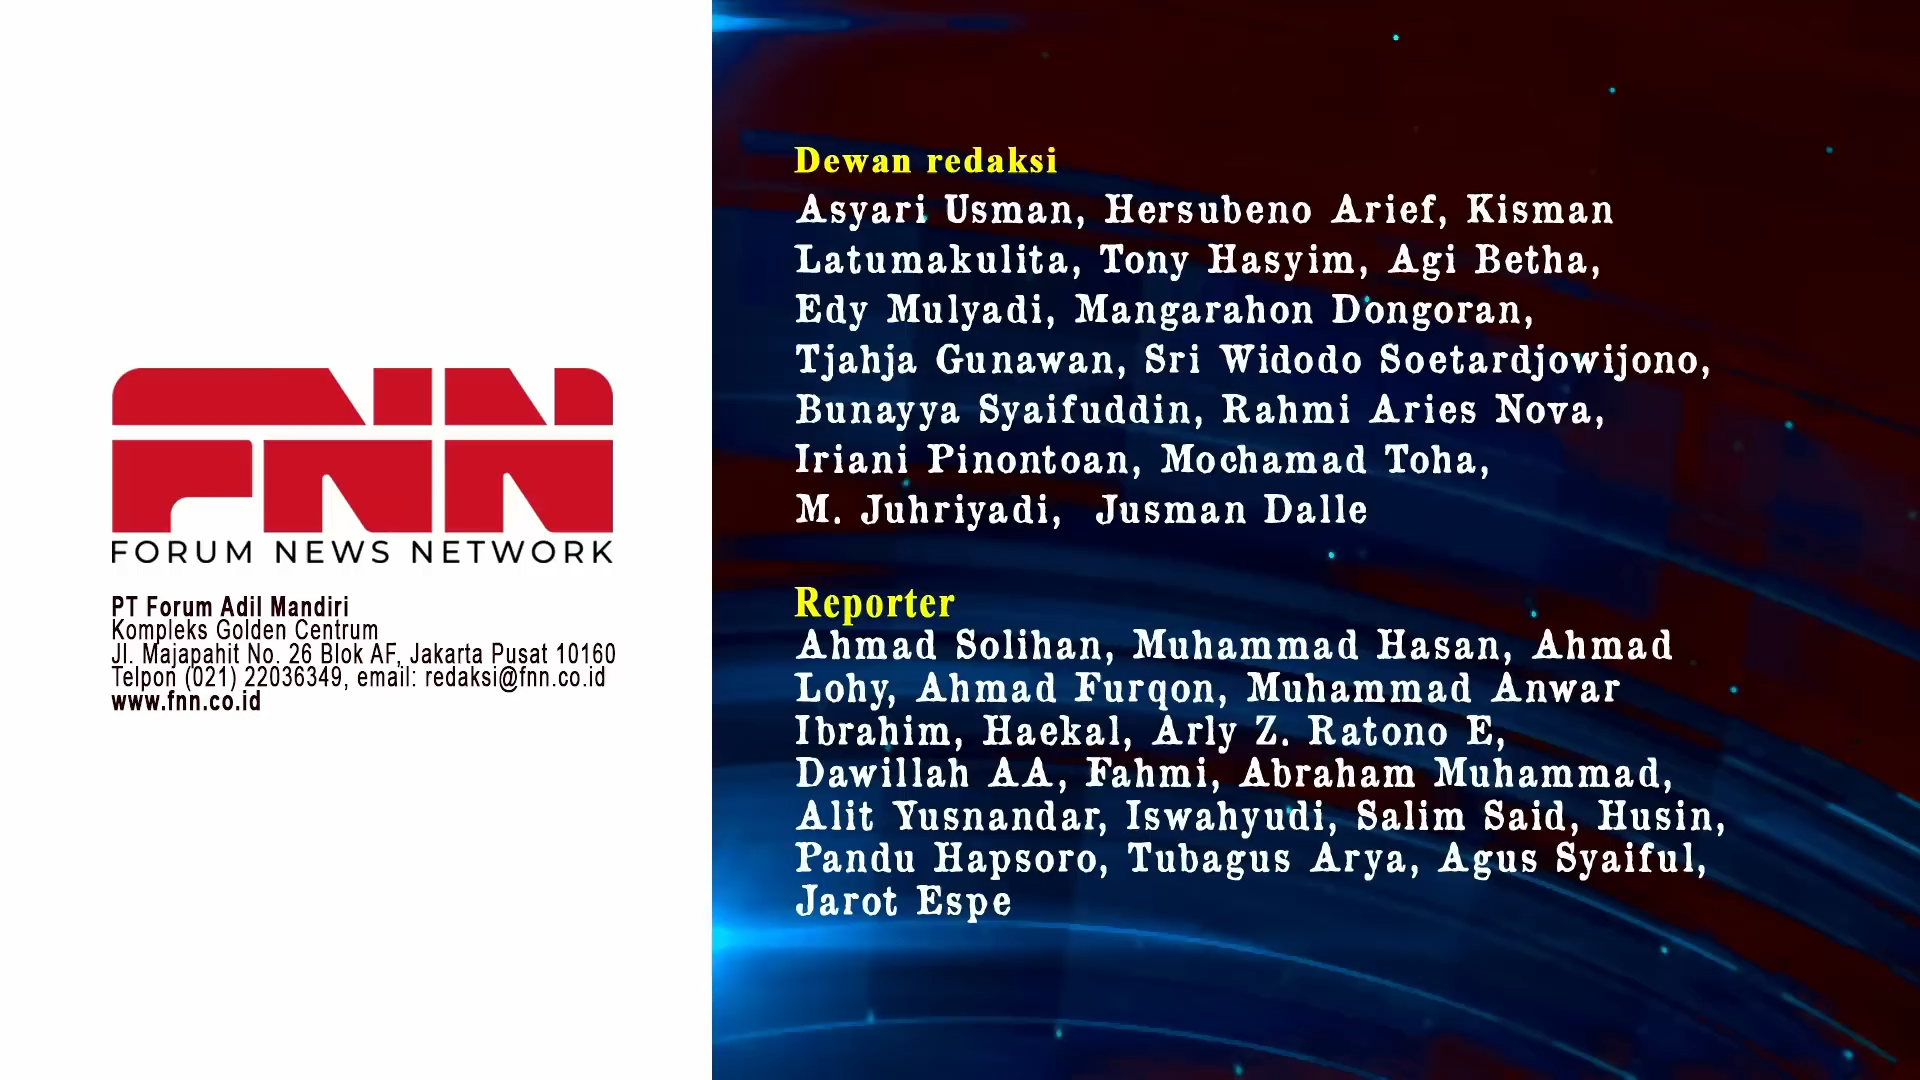 FNN
FORUM NEWS NETWORK
PT Forum Adil Mandiri
Kompleks Golden Centrum
Jl. Majapahit No. 26 Blok AF, Jakarta Pusat 10160
Telpon (021) 22036349, email: redaksi@fnn.co.id
www.fnn.co.id
Dewan redaksi
Asyari Usman, Hersubeno Arief, Kisman
Latumakulita, Tony Hasyim, Agi Betha,
Edy Mulyadi, Mangarahon Dongoran,
Tjahja Gunawan, Sri Widodo Soetardjowijono,
Bunayya Syaifuddin, Rahmi Aries Nova,
Iriani Pinontoan, Mochamad Toha,
M. Juhriyadi, Jusman Dalle
Reporter
Ahmad Solihan, Muhammad Hasan, Ahmad
Lohy, Ahmad Furqon, Muhammad Anwar
Ibrahim, Haekal, Arly Z. Ratono E,
Dawillah AA, Fahmi, Abraham Muhammad,
Alit Yusnandar, Iswahyudi, Salim Said, Husin,
Pandu Hapsoro, Tubagus Arya, Agus Syaiful,
Jarot Espe